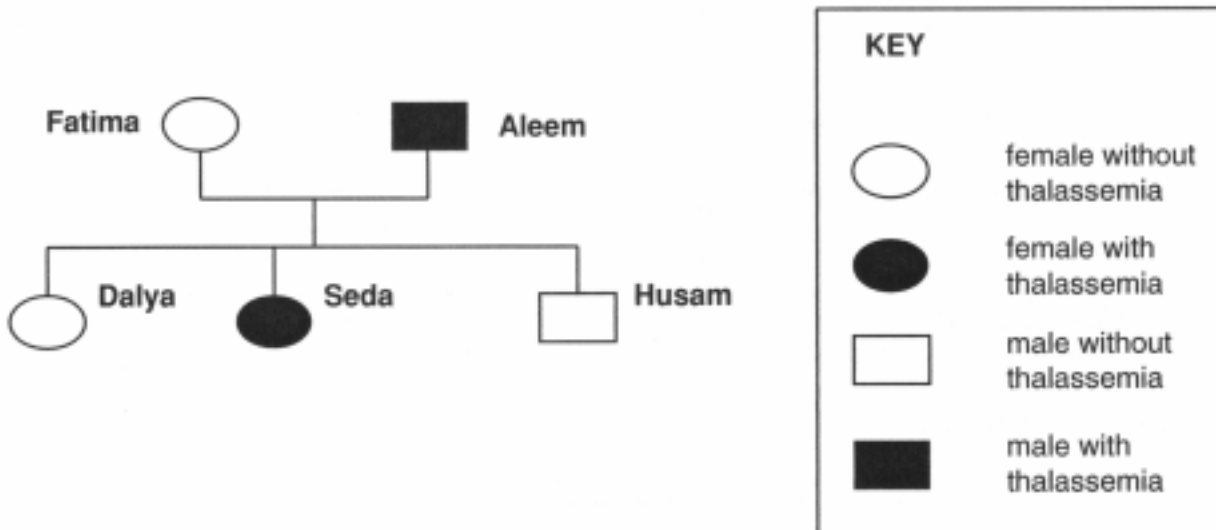 Fatima
Aleem
Dalya
Seda
Husam
KEY
female without
thalassemia
female with
thalassemia
male without
thalassemia
male with
thalassemia